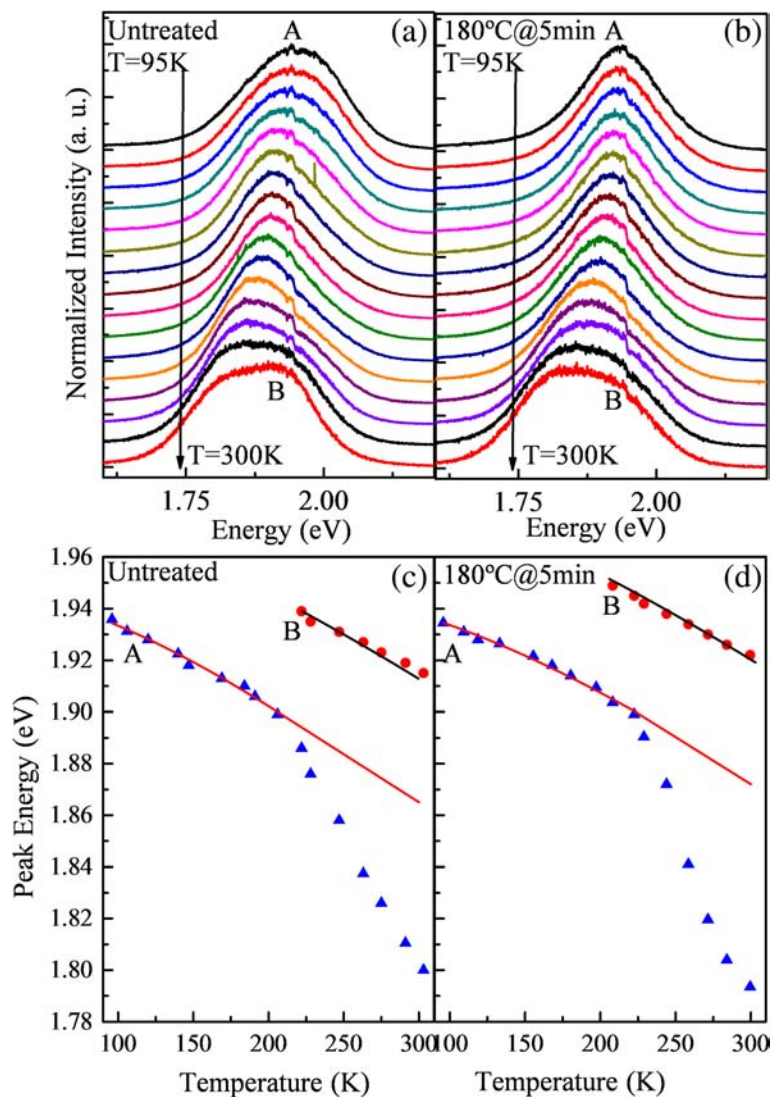 Untreated A (a)
T=95K
B
T=300K
1.75 2.00
Energy (eV)
Normalized Intensity (a. u.)
180ºC@5min A (b)
T=95K
B
T=300K
1.75 2.00
Energy (eV)
Untreated (c)
A
B
1.96
1.94
1.92
1.90
1.88
1.86
1.84
1.82
1.80
1.78
Peak Energy (eV)
100 150 200 250 300
Temperature (K)
180ºC@5min (d)
A
B
100 150 200 250 300
Temperature (K)